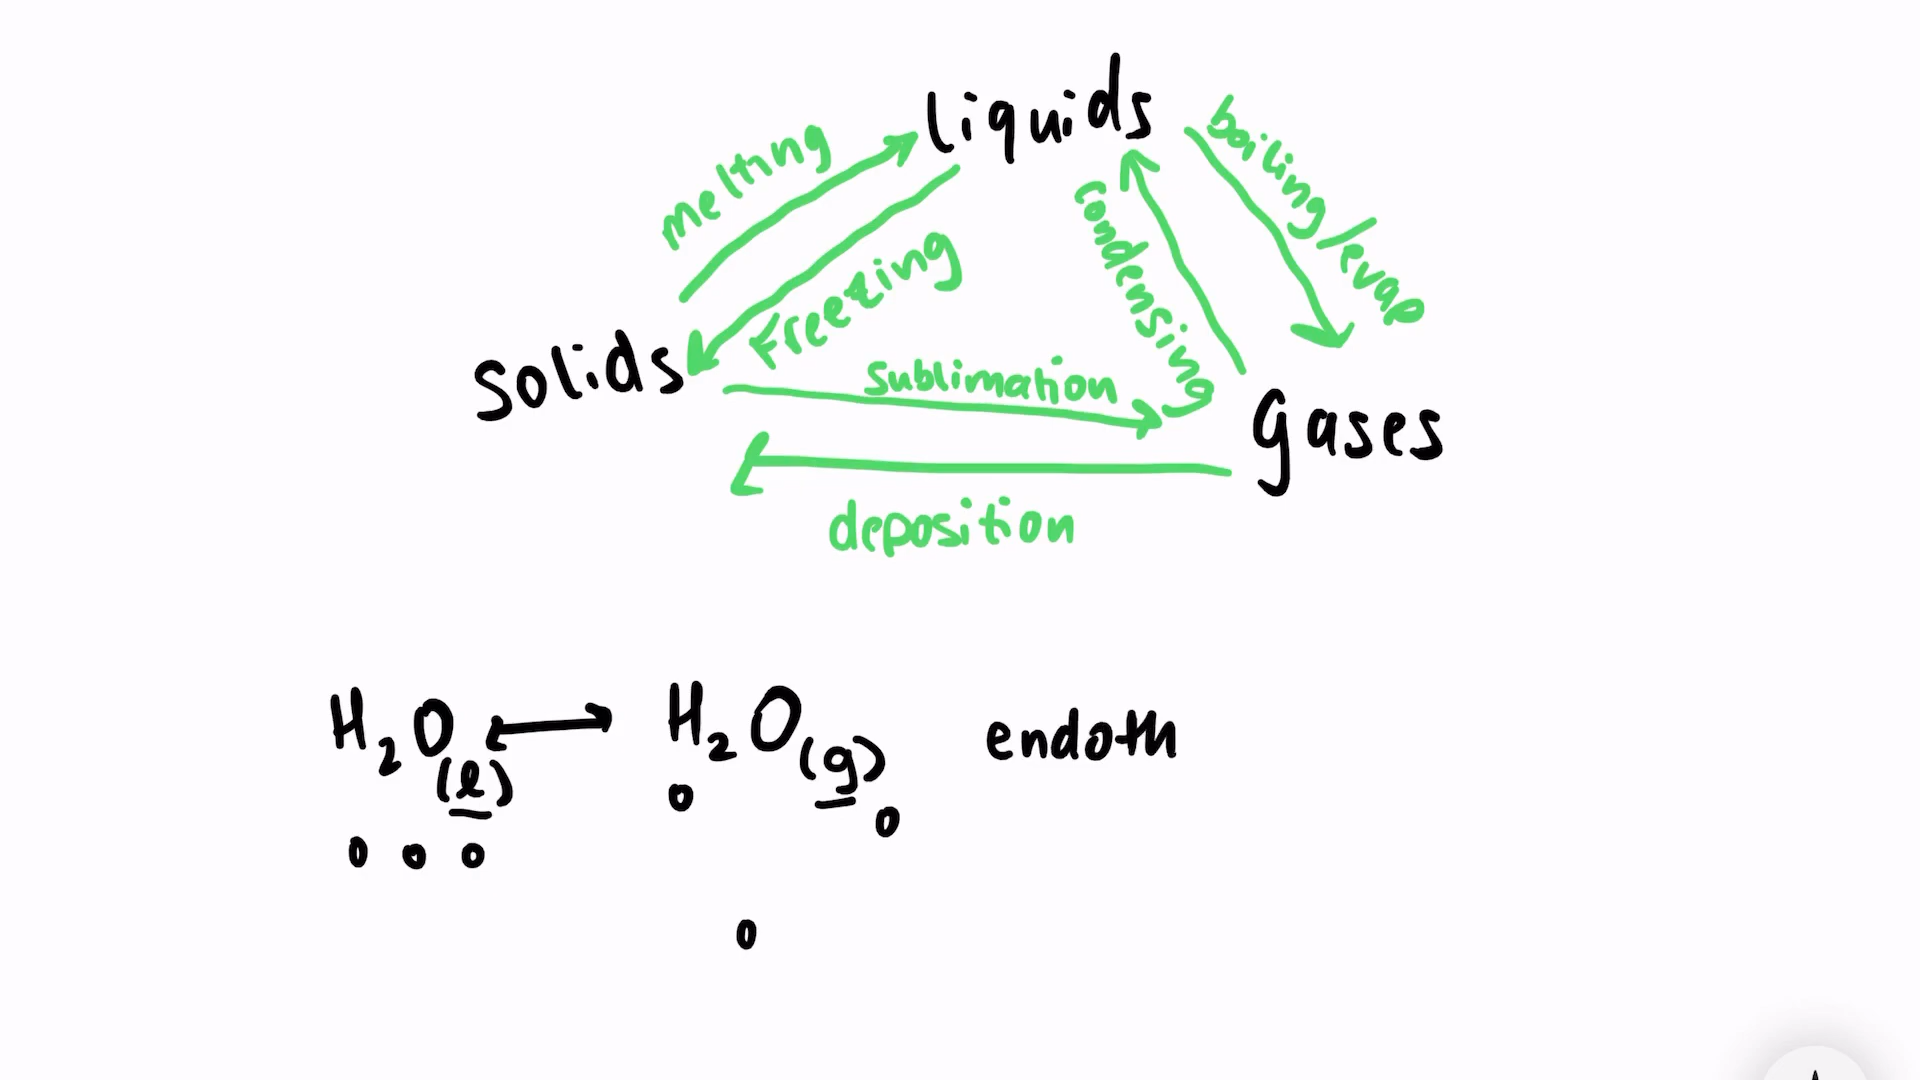 liquids
melting
boiling/evap
condensing
Freezing
Solids
Sublimation
gases
deposition
H₂O(l) ⟷ H₂O(g) endoth